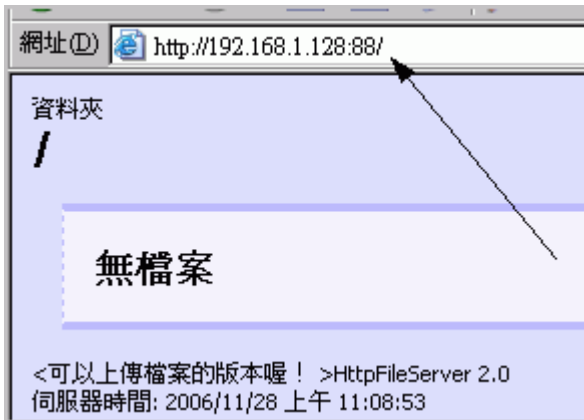 網址(D) http://192.168.1.128:88/
資料夾
/
無檔案
<可以上傳檔案的版本喔！ >HttpFileServer 2.0
伺服器時間: 2006/11/28 上午 11:08:53